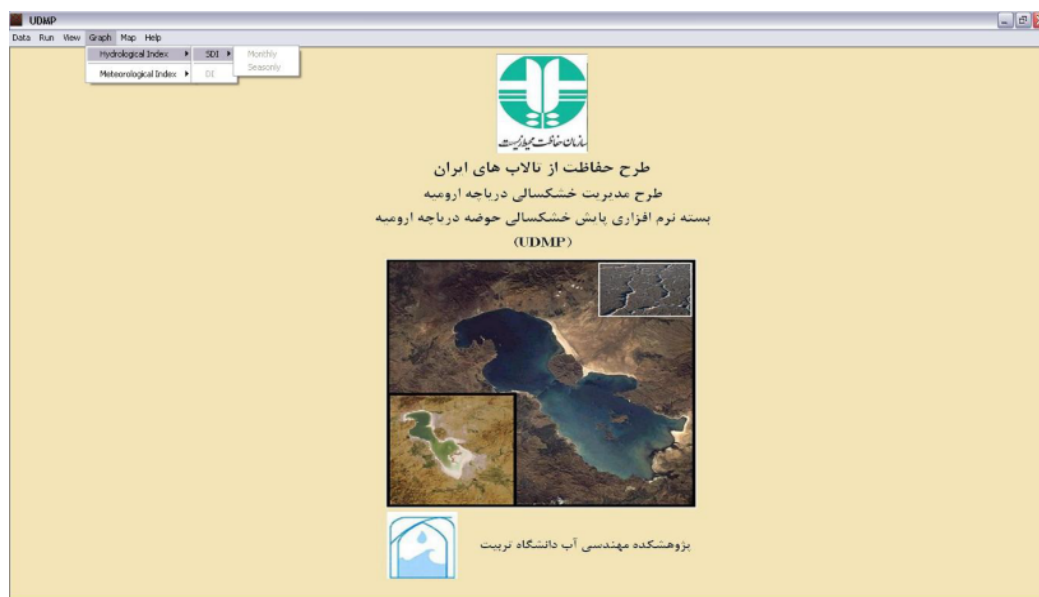 UDMP
Data Run View Graph Map Help
Hydrological Index SDI Monthly
Seasonly
Meteorological Index DI
سازمان حفاظت محیط زیست
طرح حفاظت از تالاب های ایران
طرح مدیریت خشکسالی دریاچه ارومیه
بسته نرم افزاری پایش خشکسالی حوضه دریاچه ارومیه
(UDMP)
پژوهشکده مهندسی آب دانشگاه تربیت